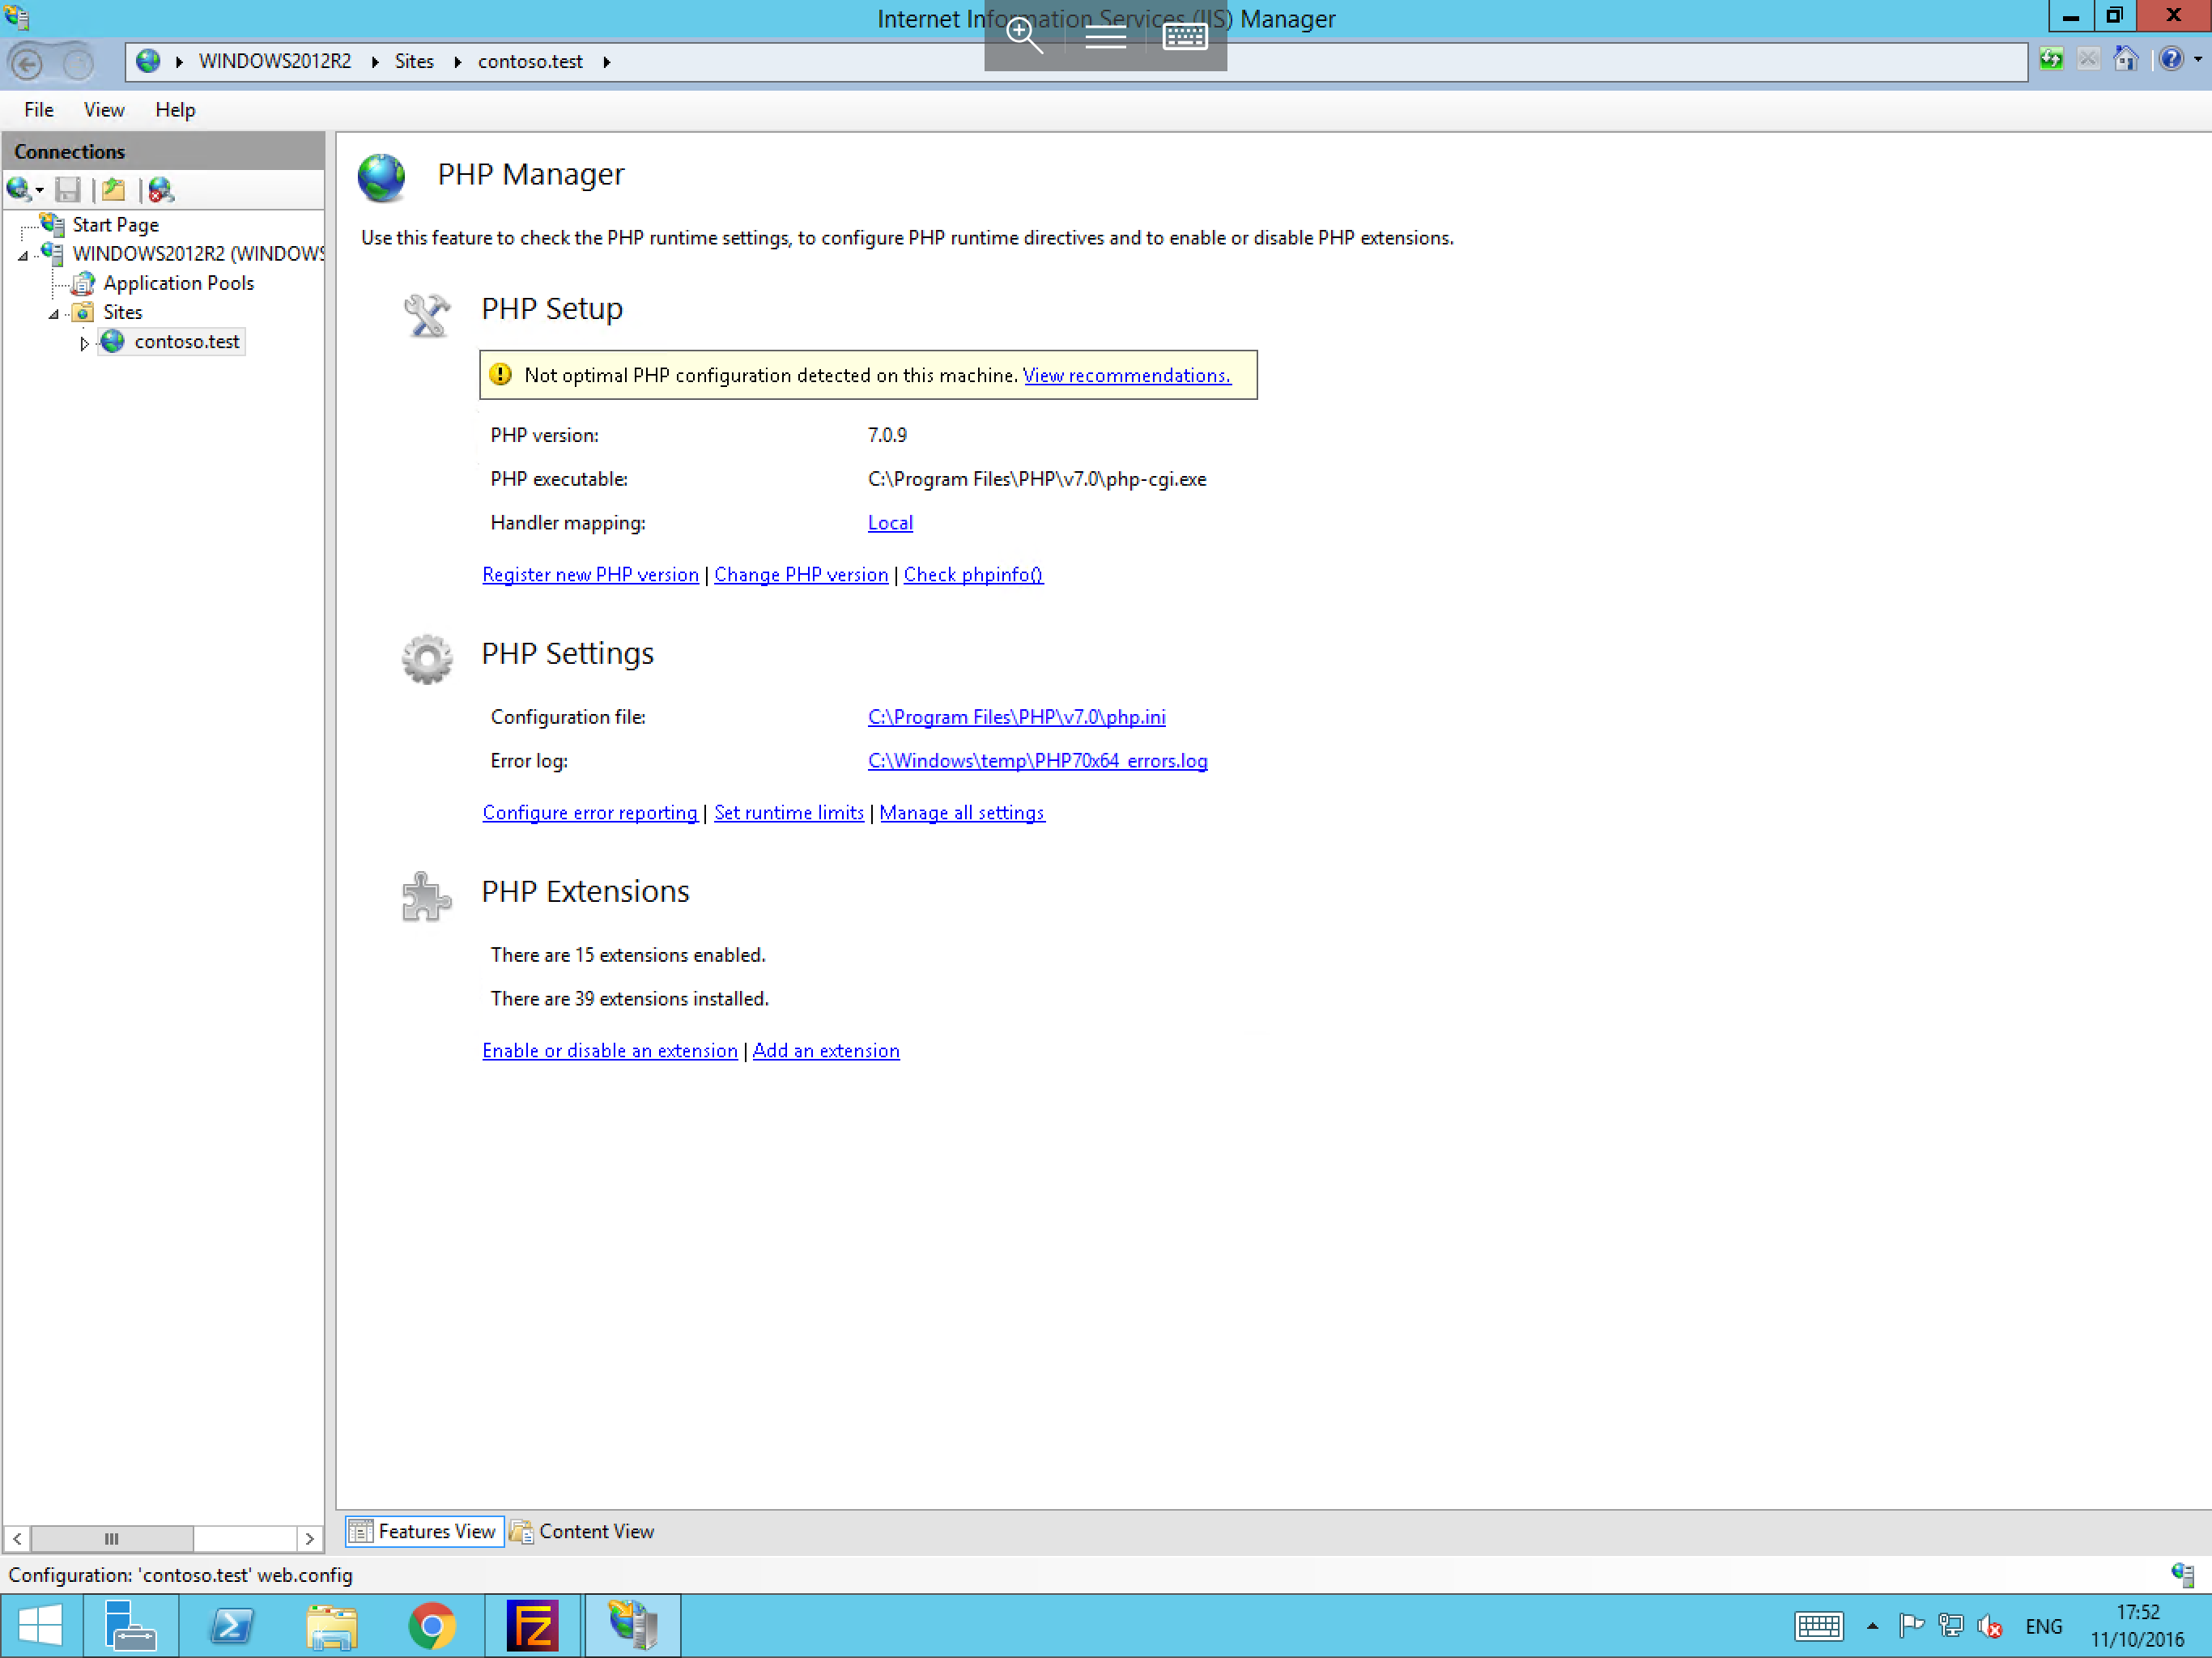 Internet Information Services (IIS) Manager
WINDOWS2012R2 Sites contoso.test
File View Help
Connections
Start Page
WINDOWS2012R2 (WINDOWS
Application Pools
Sites
contoso.test
PHP Manager
Use this feature to check the PHP runtime settings, to configure PHP runtime directives and to enable or disable PHP extensions.
PHP Setup
Not optimal PHP configuration detected on this machine. View recommendations.
PHP version: 7.0.9
PHP executable: C:\Program Files\PHP\v7.0\php-cgi.exe
Handler mapping: Local
Register new PHP version | Change PHP version | Check phpinfo()
PHP Settings
Configuration file: C:\Program Files\PHP\v7.0\php.ini
Error log: C:\Windows\temp\PHP70x64_errors.log
Configure error reporting | Set runtime limits | Manage all settings
PHP Extensions
There are 15 extensions enabled.
There are 39 extensions installed.
Enable or disable an extension | Add an extension
Features View Content View
Configuration: 'contoso.test' web.config
FZ
ENG
17:52
11/10/2016